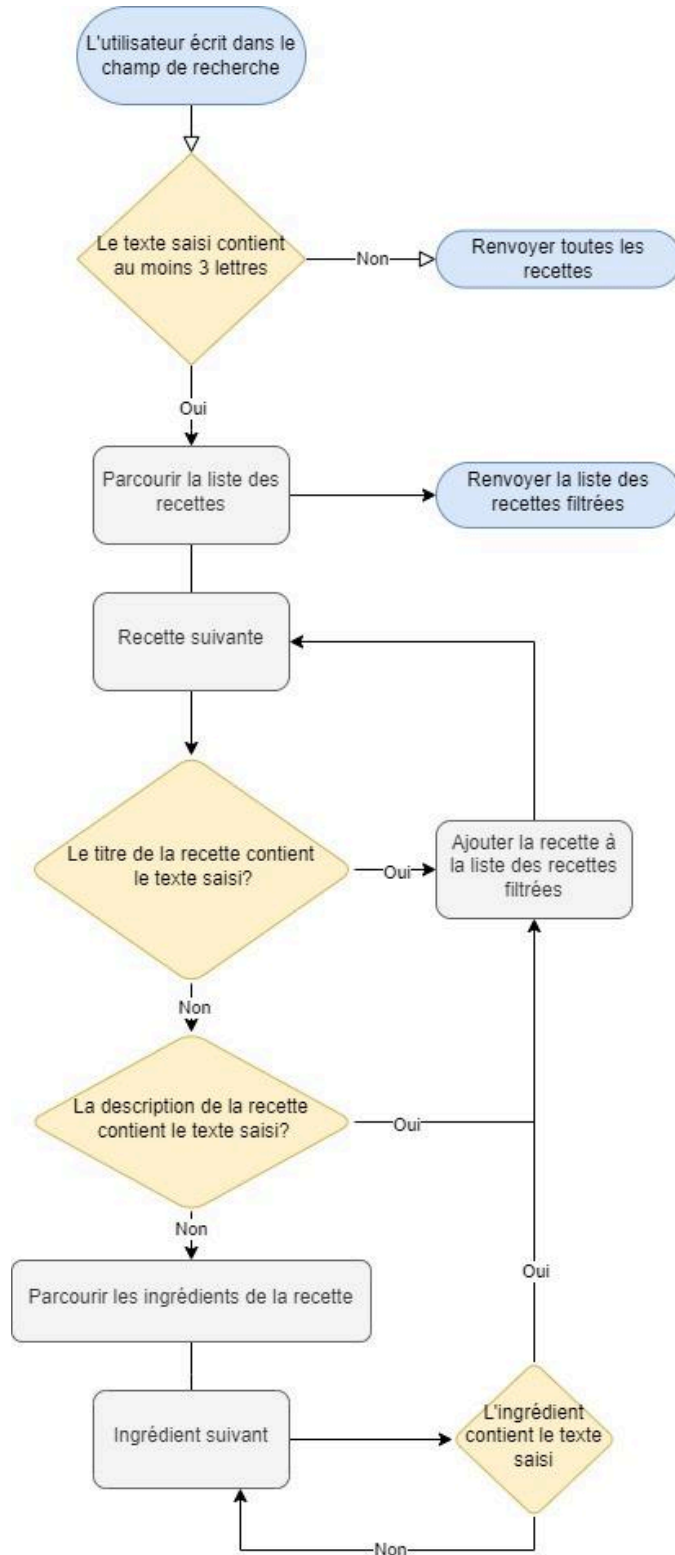 L'utilisateur écrit dans le
champ de recherche
Le texte saisi contient
au moins 3 lettres
Non
Renvoyer toutes les
recettes
Oui
Parcourir la liste des
recettes
Renvoyer la liste des
recettes filtrées
Recette suivante
Le titre de la recette contient
le texte saisi?
Oui
Ajouter la recette à
la liste des recettes
filtrées
Non
La description de la recette
contient le texte saisi?
Oui
Non
Parcourir les ingrédients de la recette
Oui
Ingrédient suivant
L'ingrédient
contient le texte
saisi
Non